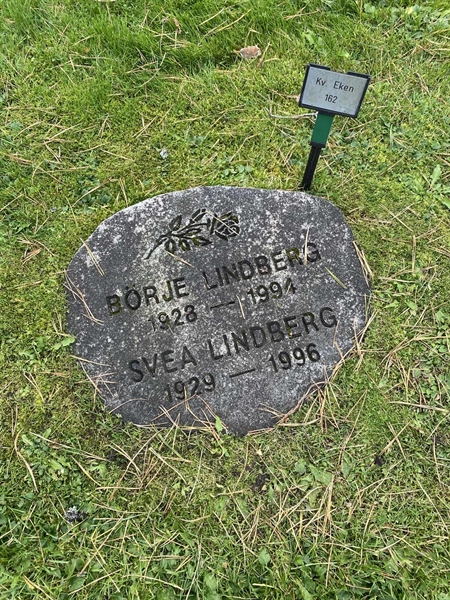 Kv. Eken
162
BÖRJE LINDBERG
1928 — 1994
SVEA LINDBERG
1929 — 1996